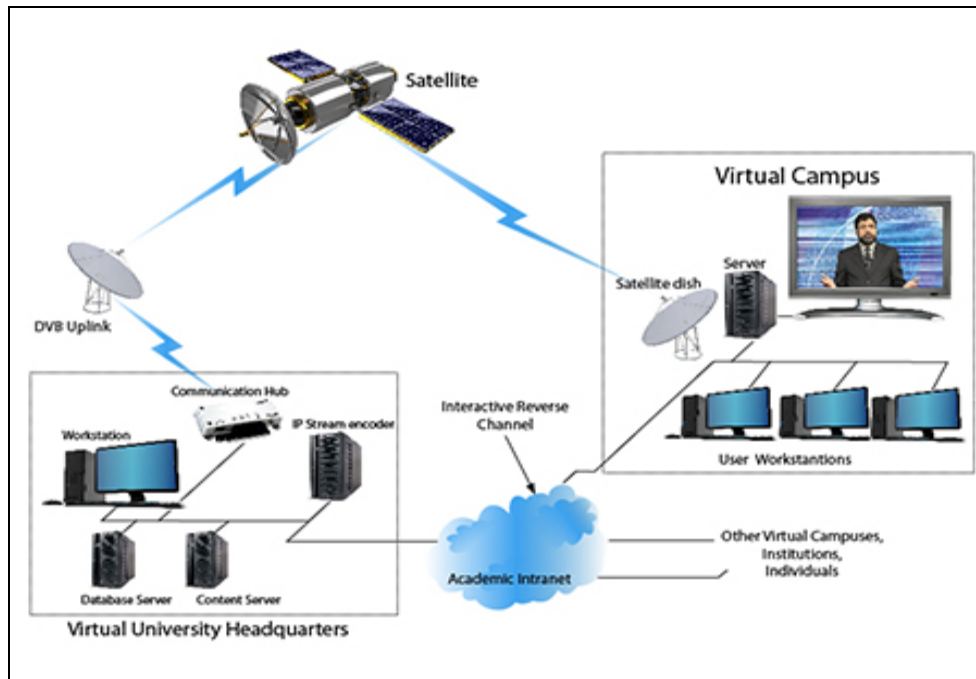 Satellite
Virtual Campus
Server
Satellite dish
DVB Uplink
Communication Hub
Interactive Reverse
Channel
IP Stream encoder
Workstation
User Workstantions
Other Virtual Campuses,
Institutions,
Individuals
Academic Intranet
Database Server
Content Server
Virtual University Headquarters